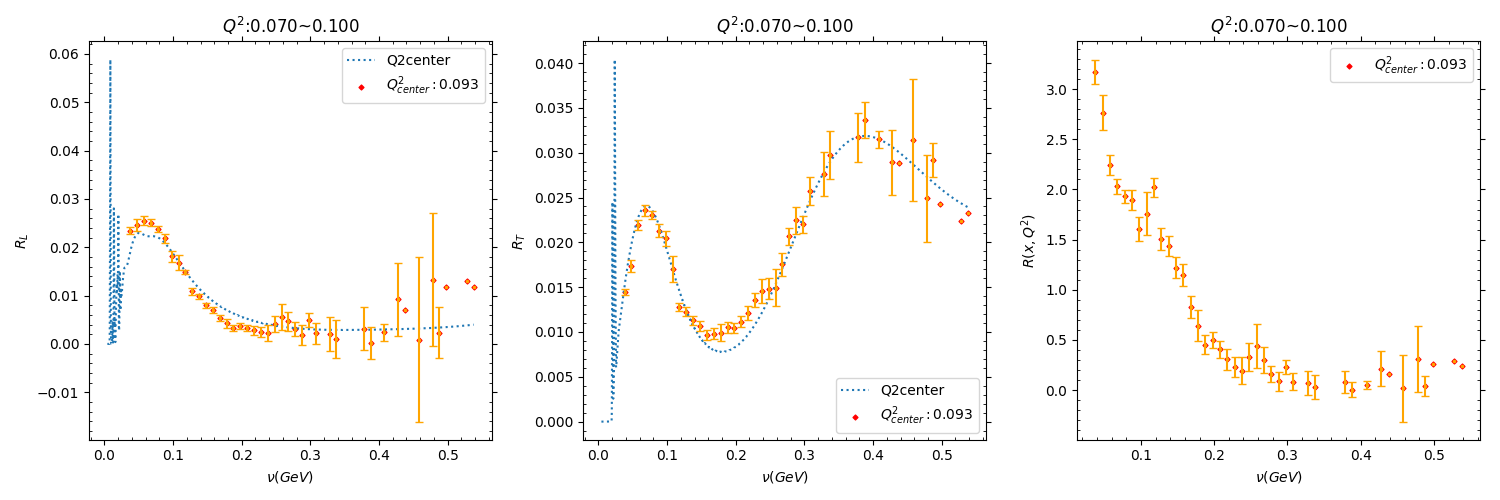 Q²:0.070~0.100
R_L
0.06
0.05
0.04
0.03
0.02
0.01
0.00
−0.01
Q2center
Q²_center : 0.093
0.0 0.1 0.2 0.3 0.4 0.5
ν(GeV)
Q²:0.070~0.100
R_T
0.040
0.035
0.030
0.025
0.020
0.015
0.010
0.005
0.000
Q2center
Q²_center : 0.093
0.0 0.1 0.2 0.3 0.4 0.5
ν(GeV)
Q²:0.070~0.100
R(x, Q²)
3.0
2.5
2.0
1.5
1.0
0.5
0.0
Q²_center : 0.093
0.1 0.2 0.3 0.4 0.5
ν(GeV)